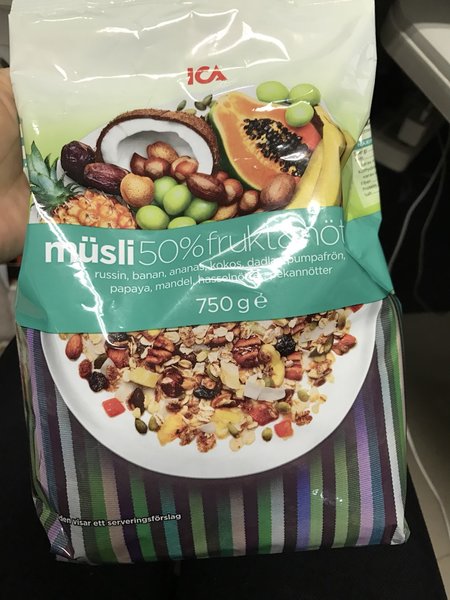 ICA
müsli 50% frukt & nöt
russin, banan, ananas, kokos, dadlar, pumpafrön,
papaya, mandel, hasselnötter, pekannötter
750 g e
den visar ett serveringsförslag